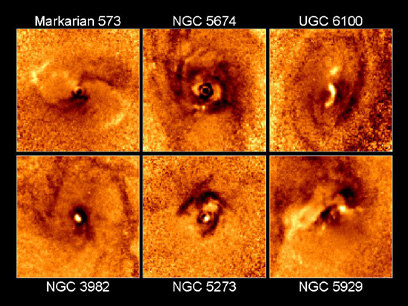 Markarian 573
NGC 5674
UGC 6100
NGC 3982
NGC 5273
NGC 5929